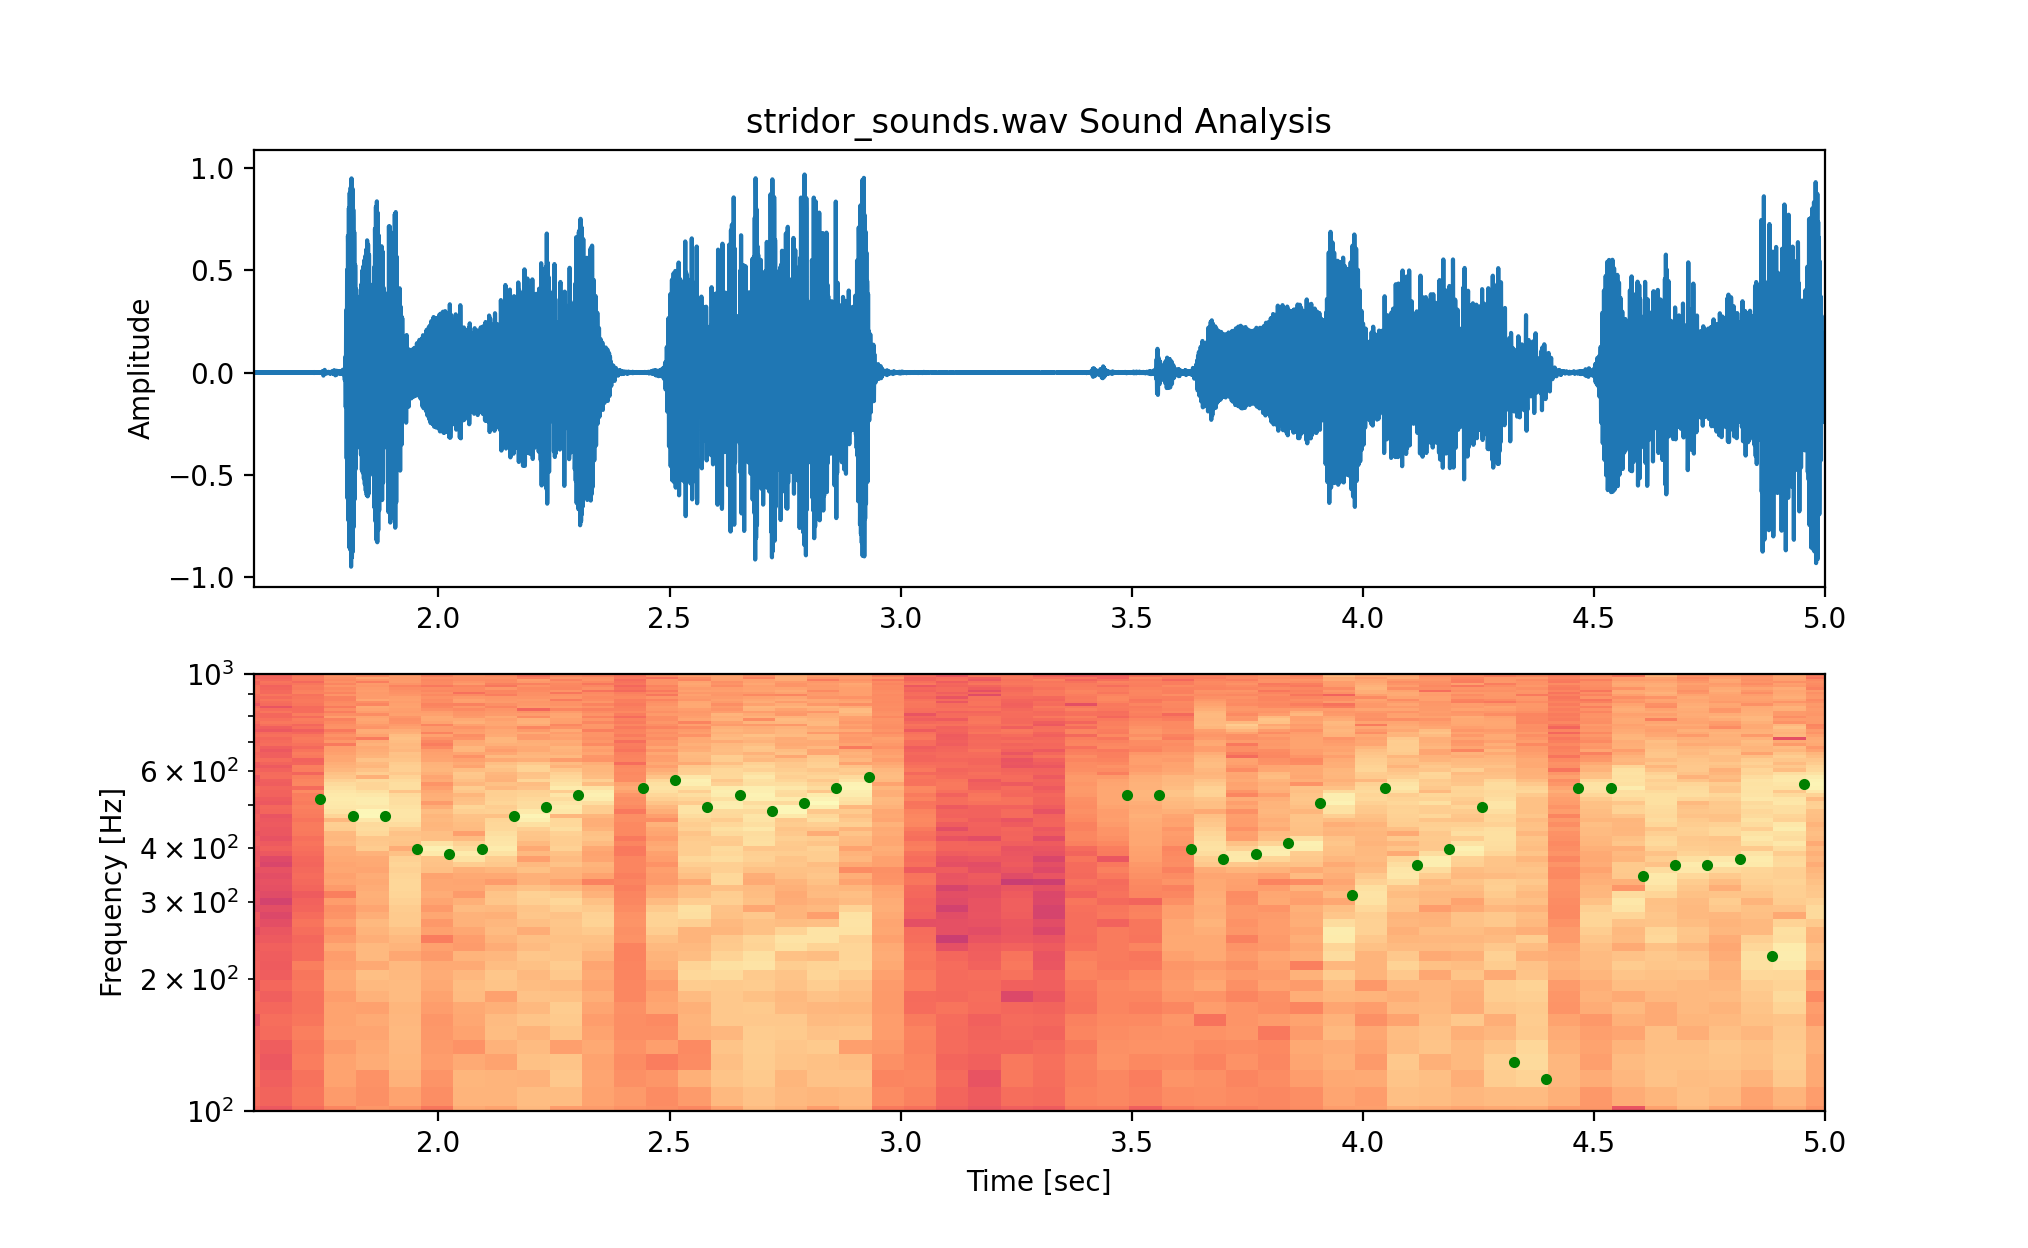 stridor_sounds.wav Sound Analysis
Amplitude
1.0
0.5
0.0
−0.5
−1.0
2.0 2.5 3.0 3.5 4.0 4.5 5.0
Frequency [Hz]
10³
6 × 10²
4 × 10²
3 × 10²
2 × 10²
10²
2.0 2.5 3.0 3.5 4.0 4.5 5.0
Time [sec]